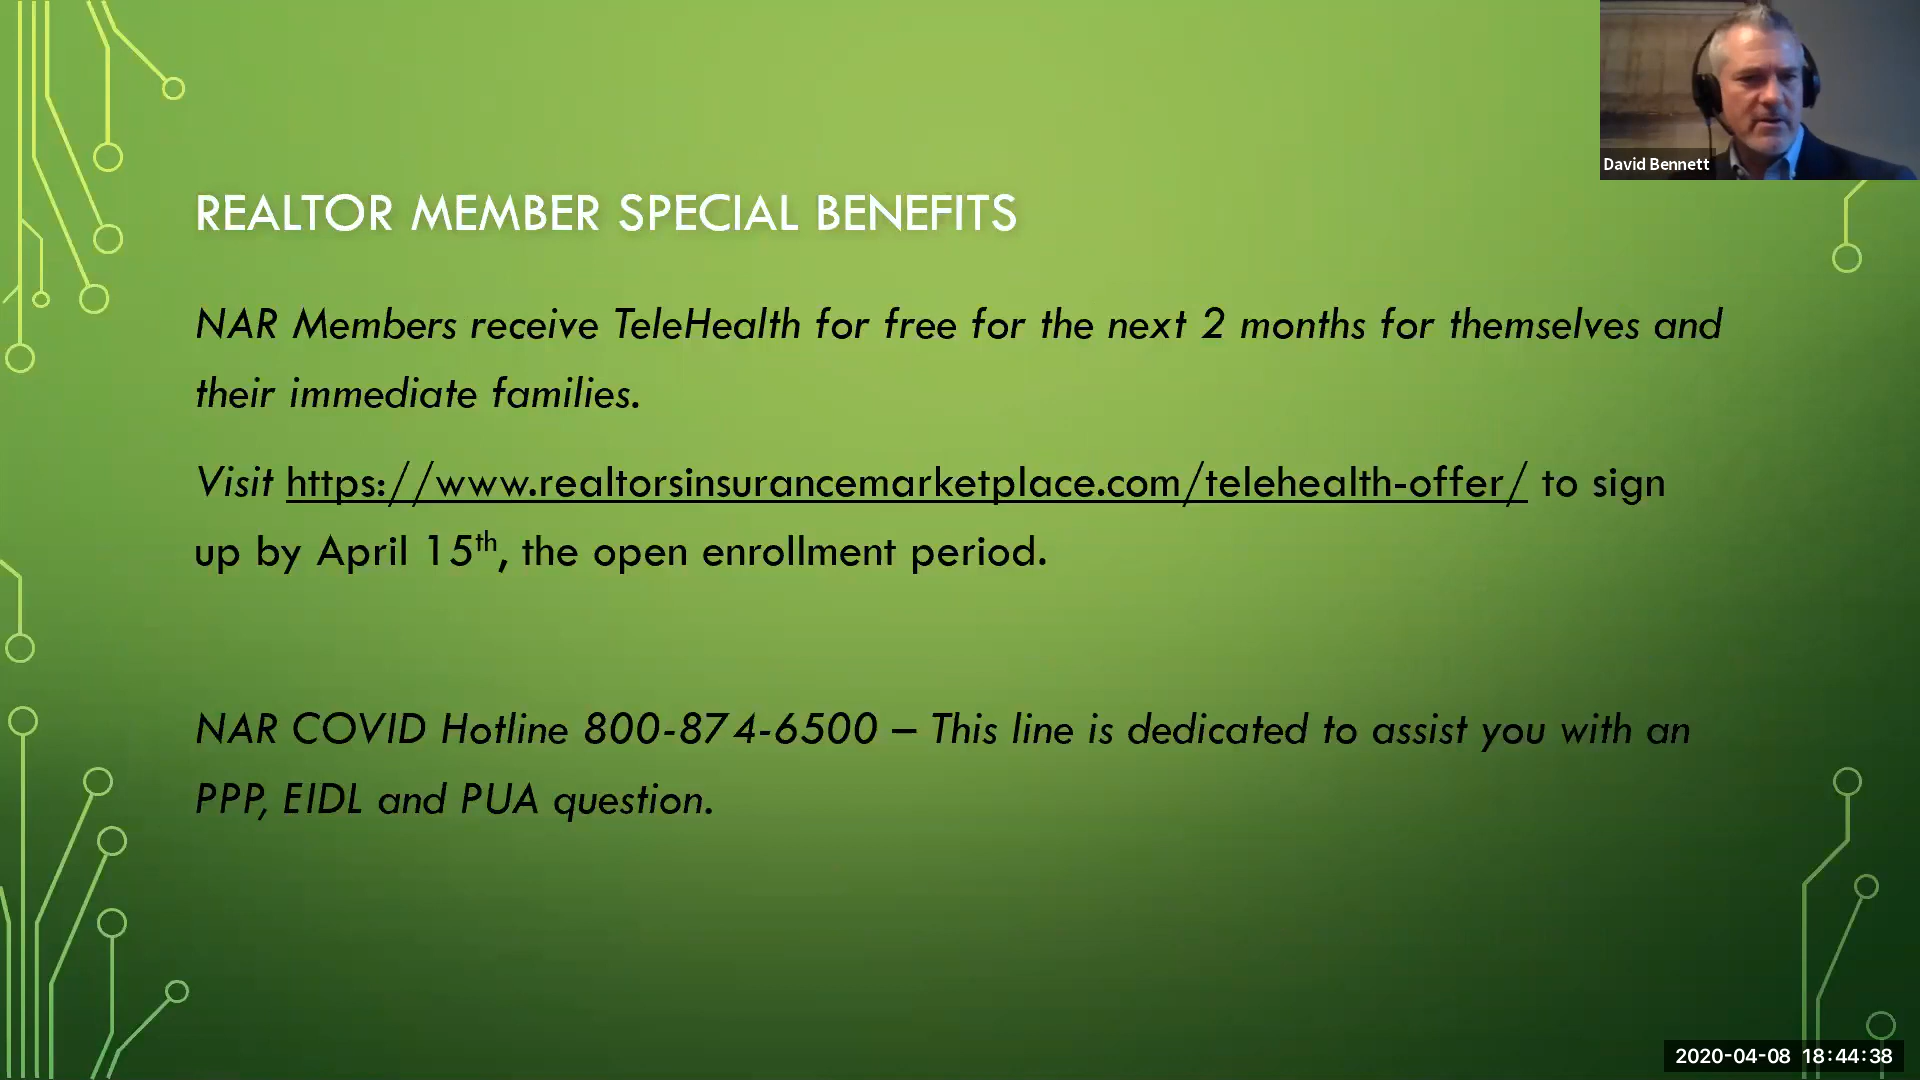 David Bennett
REALTOR MEMBER SPECIAL BENEFITS
NAR Members receive TeleHealth for free for the next 2 months for themselves and
their immediate families.
Visit https://www.realtorsinsurancemarketplace.com/telehealth-offer/ to sign
up by April 15th, the open enrollment period.
NAR COVID Hotline 800-874-6500 – This line is dedicated to assist you with an
PPP, EIDL and PUA question.
2020-04-08 18:44:38